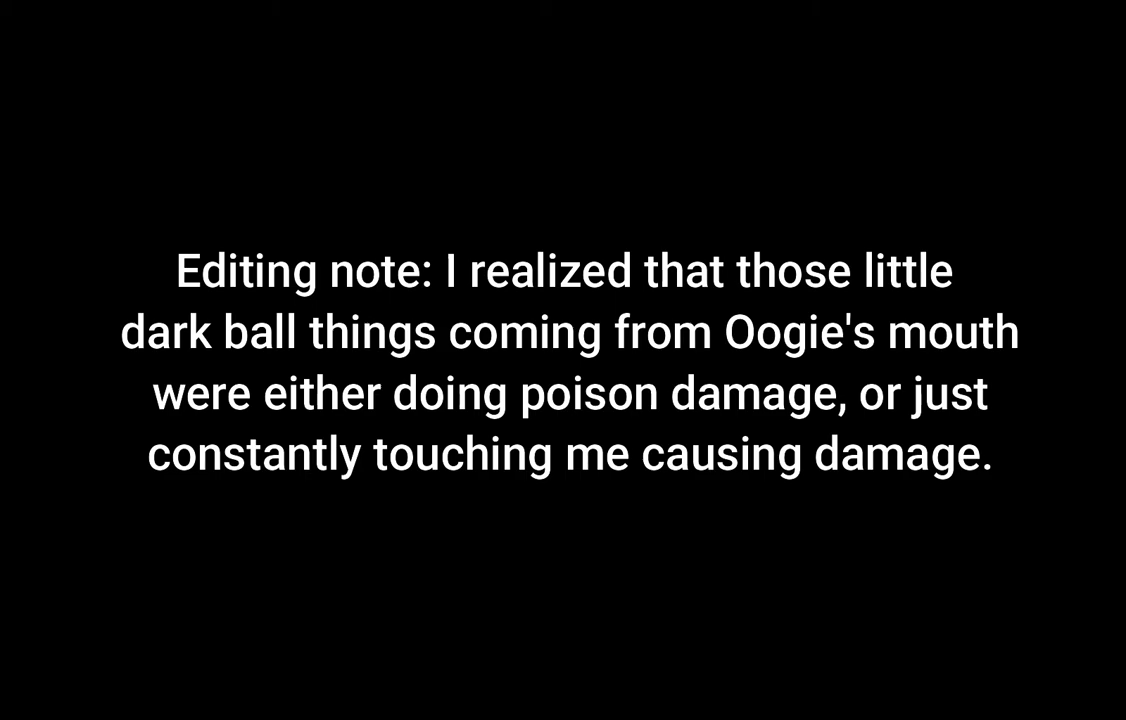 Editing note: I realized that those little
dark ball things coming from Oogie's mouth
were either doing poison damage, or just
constantly touching me causing damage.